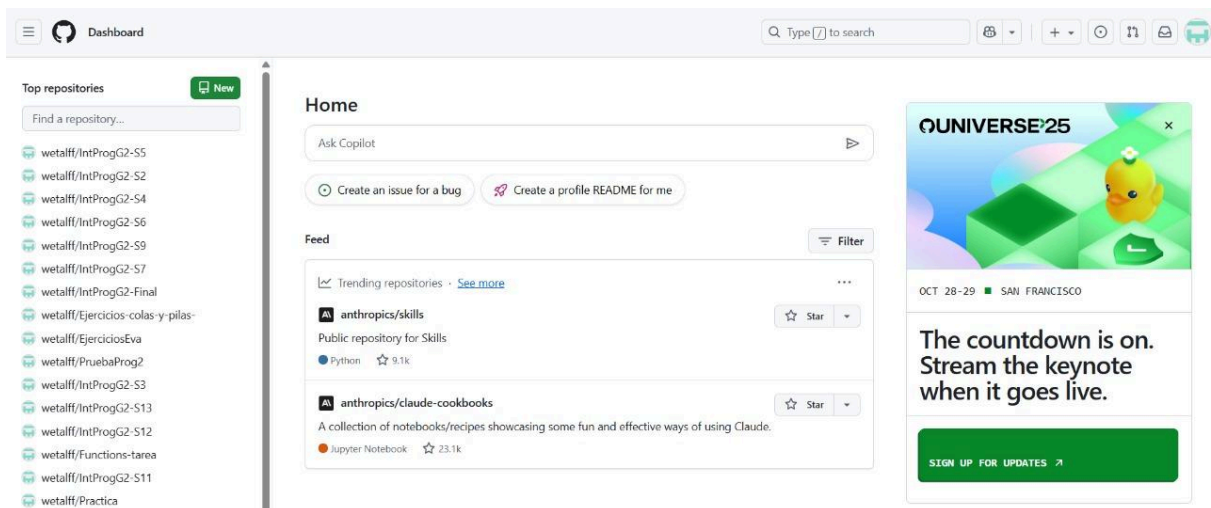 Dashboard
Type / to search
Top repositories
New
Find a repository...
wetalff/IntProgG2-S5
wetalff/IntProgG2-S2
wetalff/IntProgG2-S4
wetalff/IntProgG2-S6
wetalff/IntProgG2-S9
wetalff/IntProgG2-S7
wetalff/IntProgG2-Final
wetalff/Ejercicios-colas-y-pilas-
wetalff/EjerciciosEva
wetalff/PruebaProg2
wetalff/IntProgG2-S3
wetalff/IntProgG2-S13
wetalff/IntProgG2-S12
wetalff/Functions-tarea
wetalff/IntProgG2-S11
wetalff/Practica
Home
Ask Copilot
Create an issue for a bug
Create a profile README for me
Feed
Filter
Trending repositories · See more
anthropics/skills
Star
Public repository for Skills
Python 9.1k
anthropics/claude-cookbooks
Star
A collection of notebooks/recipes showcasing some fun and effective ways of using Claude.
Jupyter Notebook 23.1k
UNIVERSE'25
OCT 28-29 SAN FRANCISCO
The countdown is on.
Stream the keynote
when it goes live.
SIGN UP FOR UPDATES